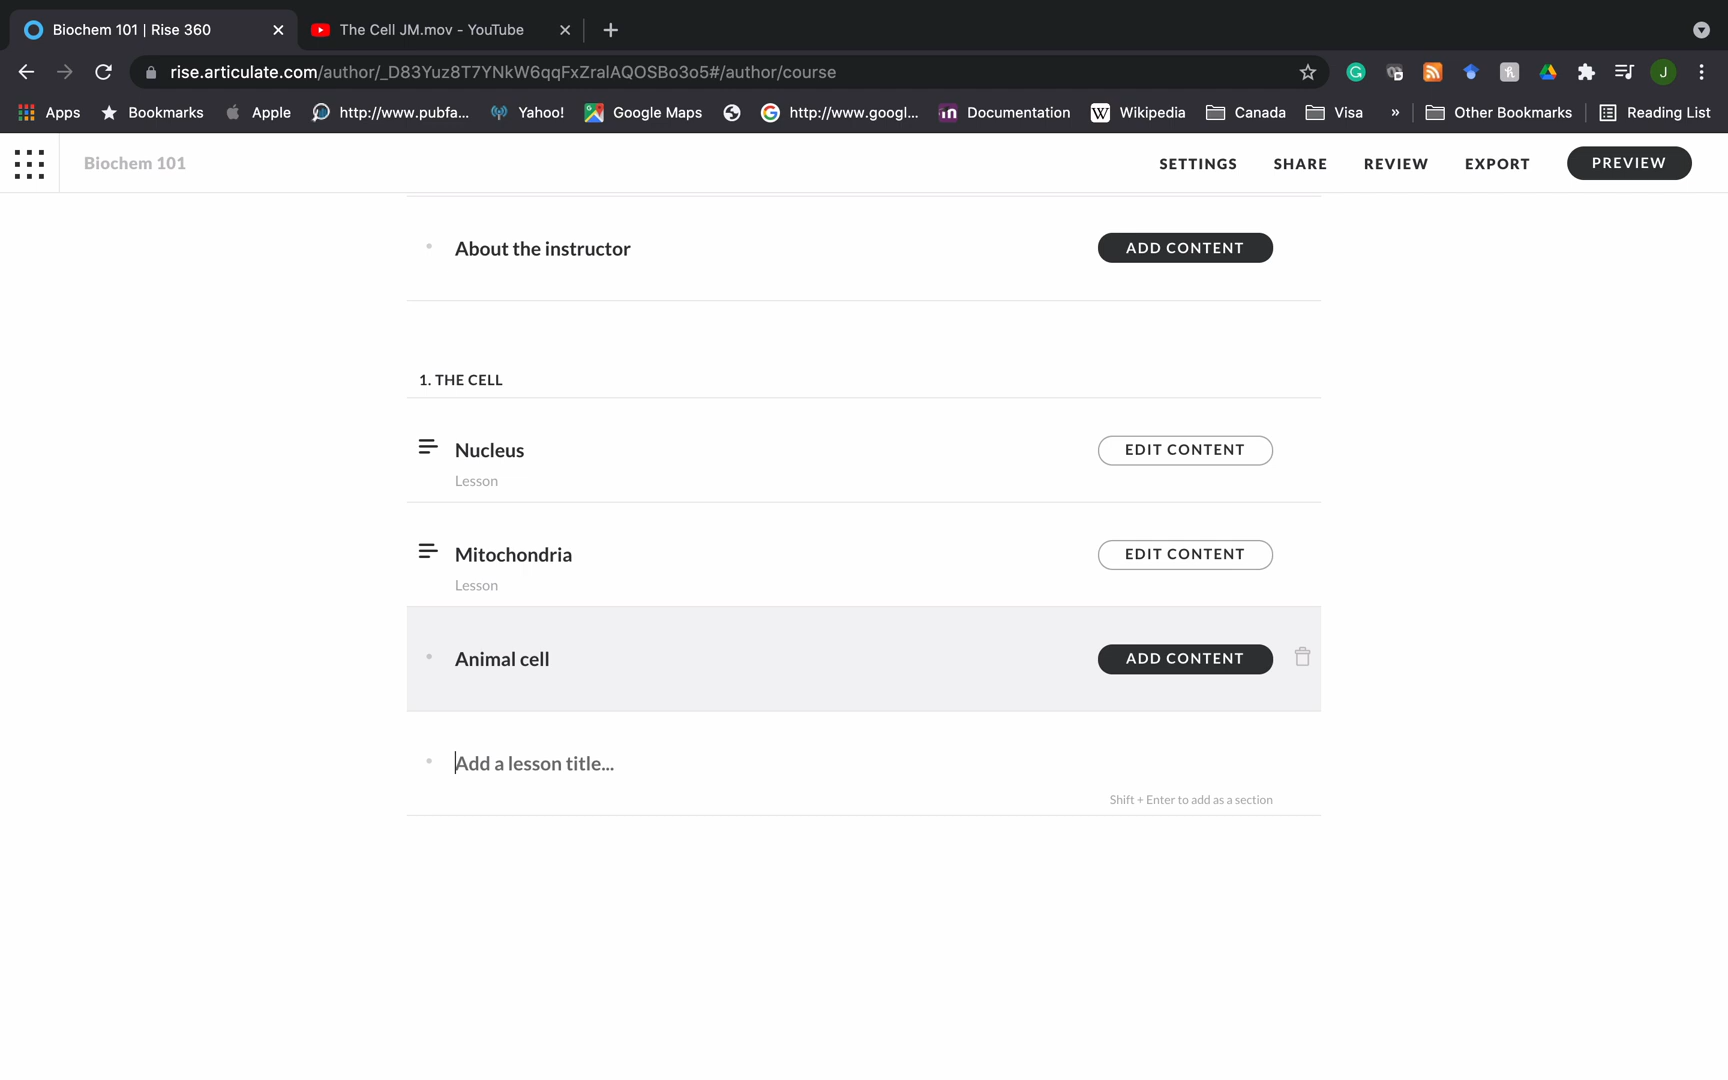 Biochem 101 | Rise 360
The Cell JM.mov - YouTube
rise.articulate.com/author/_D83Yuz8T7YNkW6qqFxZralAQOSBo3o5#/author/course
Apps
Bookmarks
Apple
http://www.pubfa...
Yahoo!
Google Maps
http://www.googl...
Documentation
Wikipedia
Canada
Visa
»
Other Bookmarks
Reading List
J
Biochem 101
SETTINGS
SHARE
REVIEW
EXPORT
PREVIEW
About the instructor
ADD CONTENT
1. THE CELL
Nucleus
EDIT CONTENT
Lesson
Mitochondria
EDIT CONTENT
Lesson
Animal cell
ADD CONTENT
Add a lesson title...
Shift + Enter to add as a section